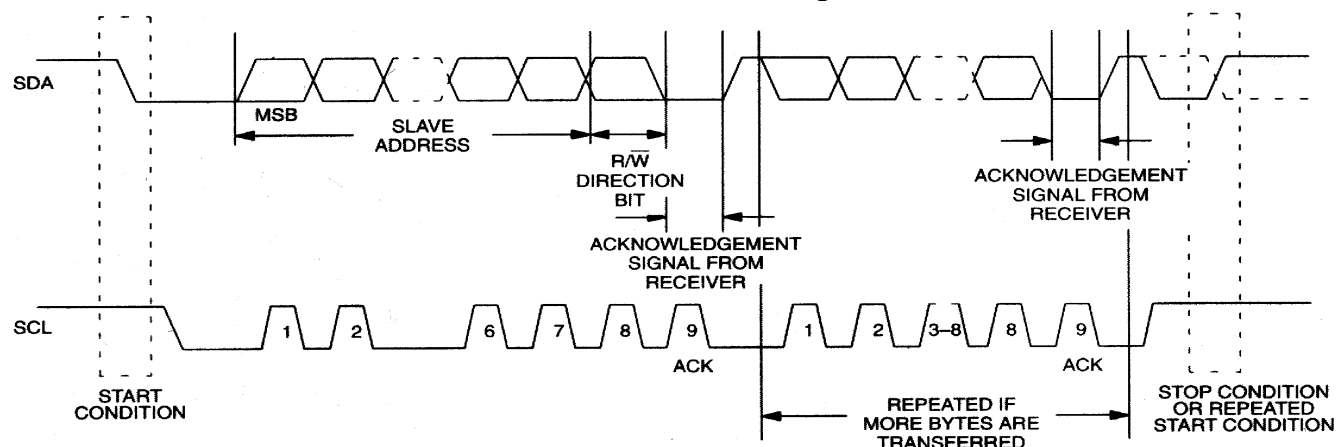 SDA
MSB
SLAVE
ADDRESS
R/W̅
DIRECTION
BIT
ACKNOWLEDGEMENT
SIGNAL FROM
RECEIVER
ACKNOWLEDGEMENT
SIGNAL FROM
RECEIVER
SCL
1 2 6 7 8 9 1 2 3–8 8 9
ACK ACK
START
CONDITION
REPEATED IF
MORE BYTES ARE
TRANSFERRED
STOP CONDITION
OR REPEATED
START CONDITION